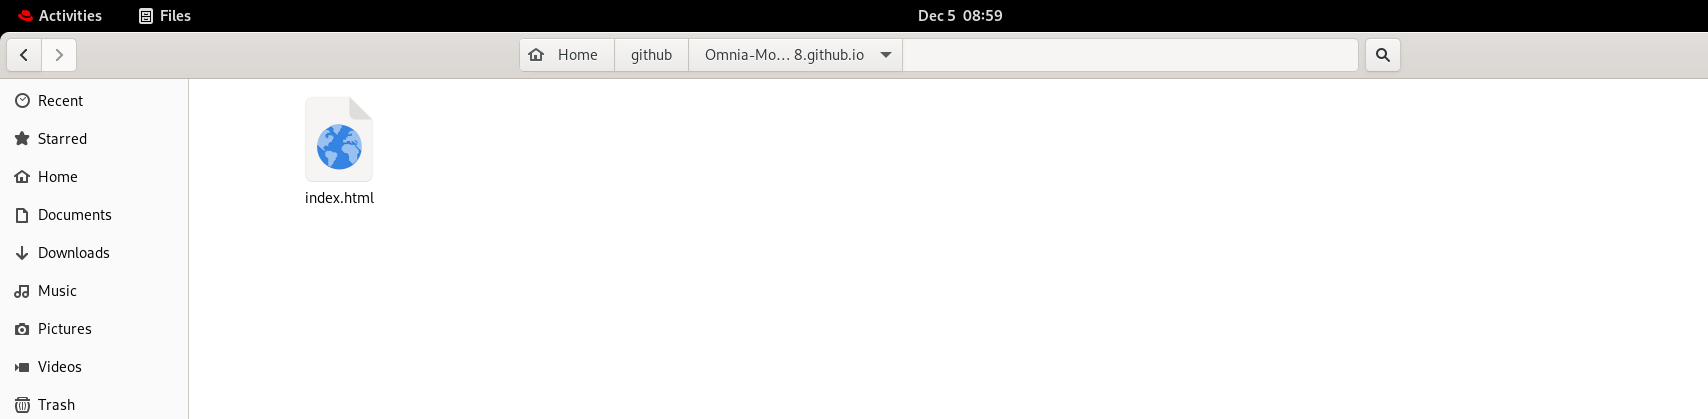 Activities Files Dec 5 08:59
Home github Omnia-Mo... 8.github.io
Recent
Starred
Home
Documents
Downloads
Music
Pictures
Videos
Trash
index.html